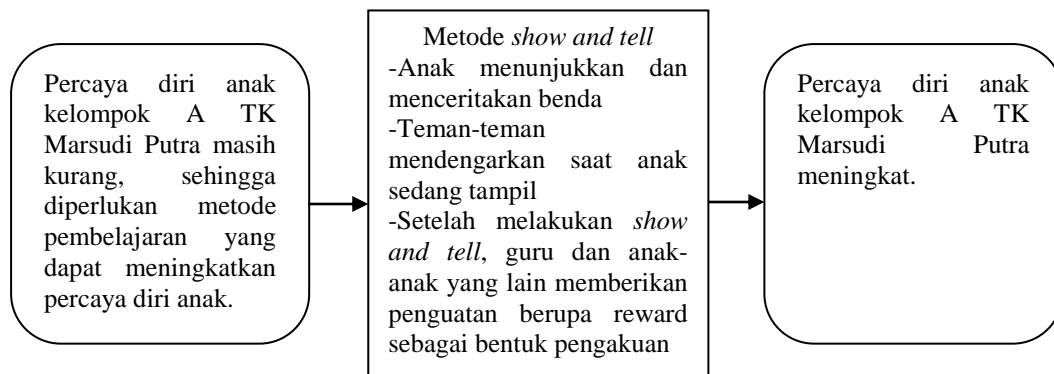 Percaya diri anak
kelompok A TK
Marsudi Putra masih
kurang, sehingga
diperlukan metode
pembelajaran yang
dapat meningkatkan
percaya diri anak.
Metode show and tell
-Anak menunjukkan dan
menceritakan benda
-Teman-teman
mendengarkan saat anak
sedang tampil
-Setelah melakukan show
and tell, guru dan anak-
anak yang lain memberikan
penguatan berupa reward
sebagai bentuk pengakuan
Percaya diri anak
kelompok A TK
Marsudi Putra
meningkat.